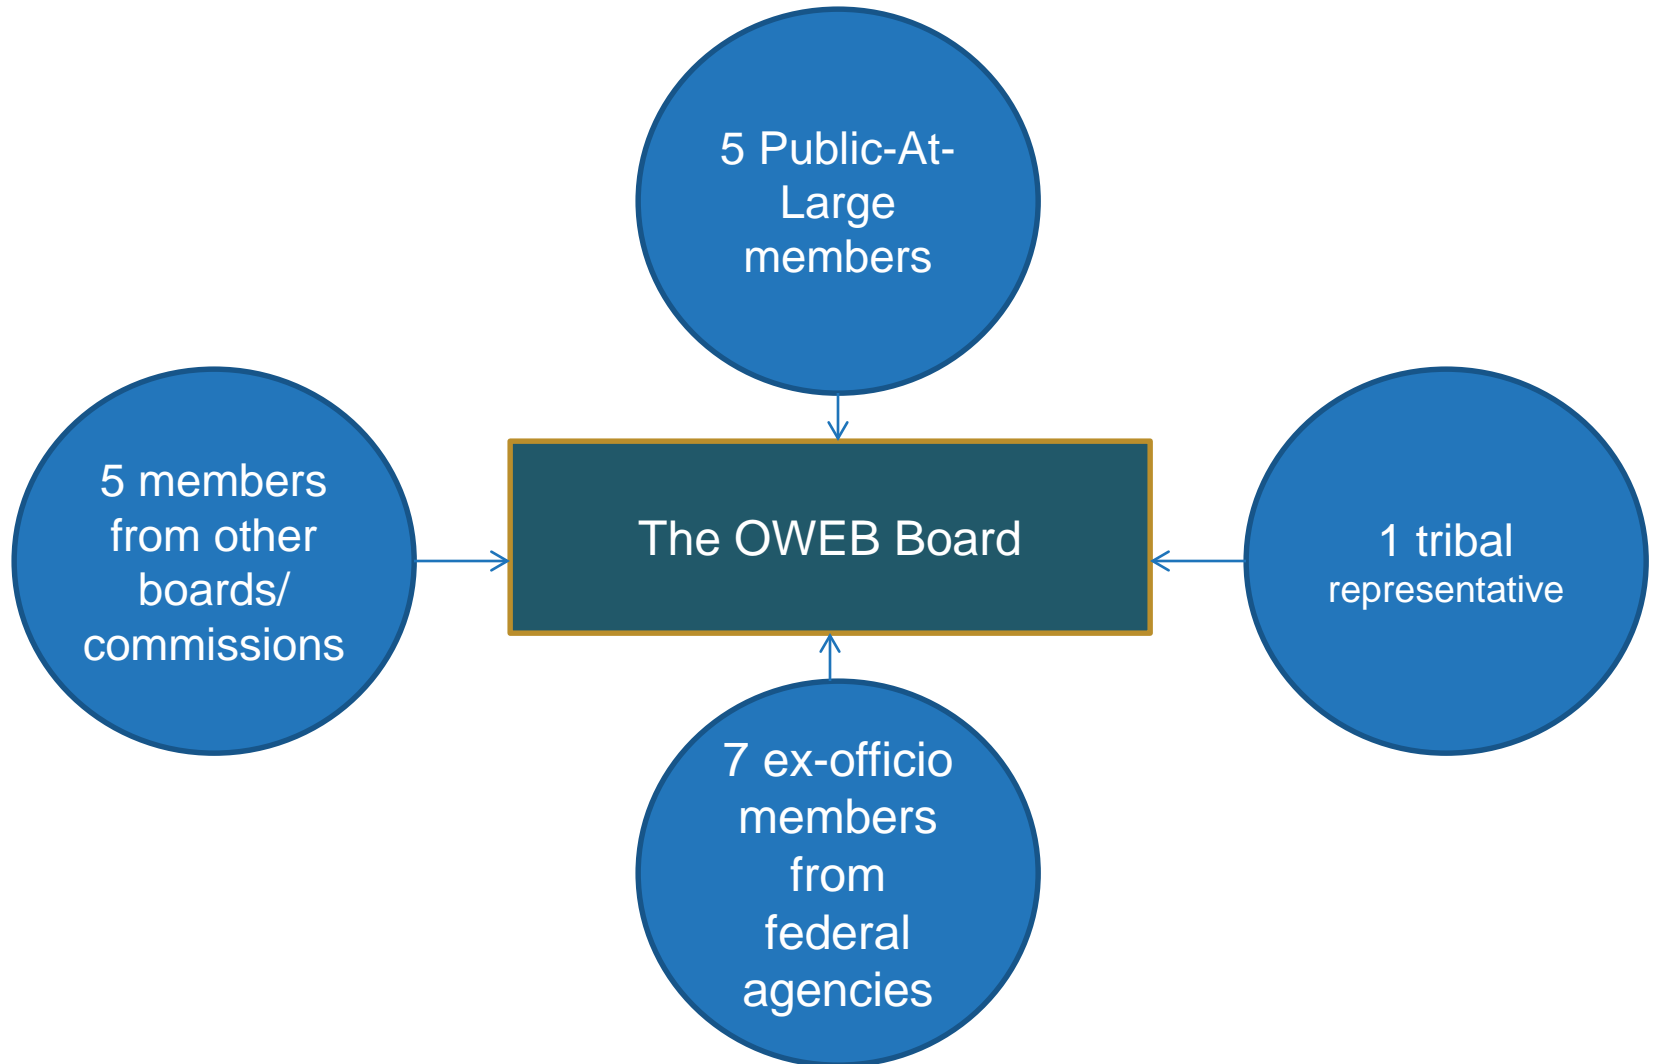 5 Public-At-
Large
members
5 members
from other
boards/
commissions
The OWEB Board
1 tribal
representative
7 ex-officio
members
from
federal
agencies